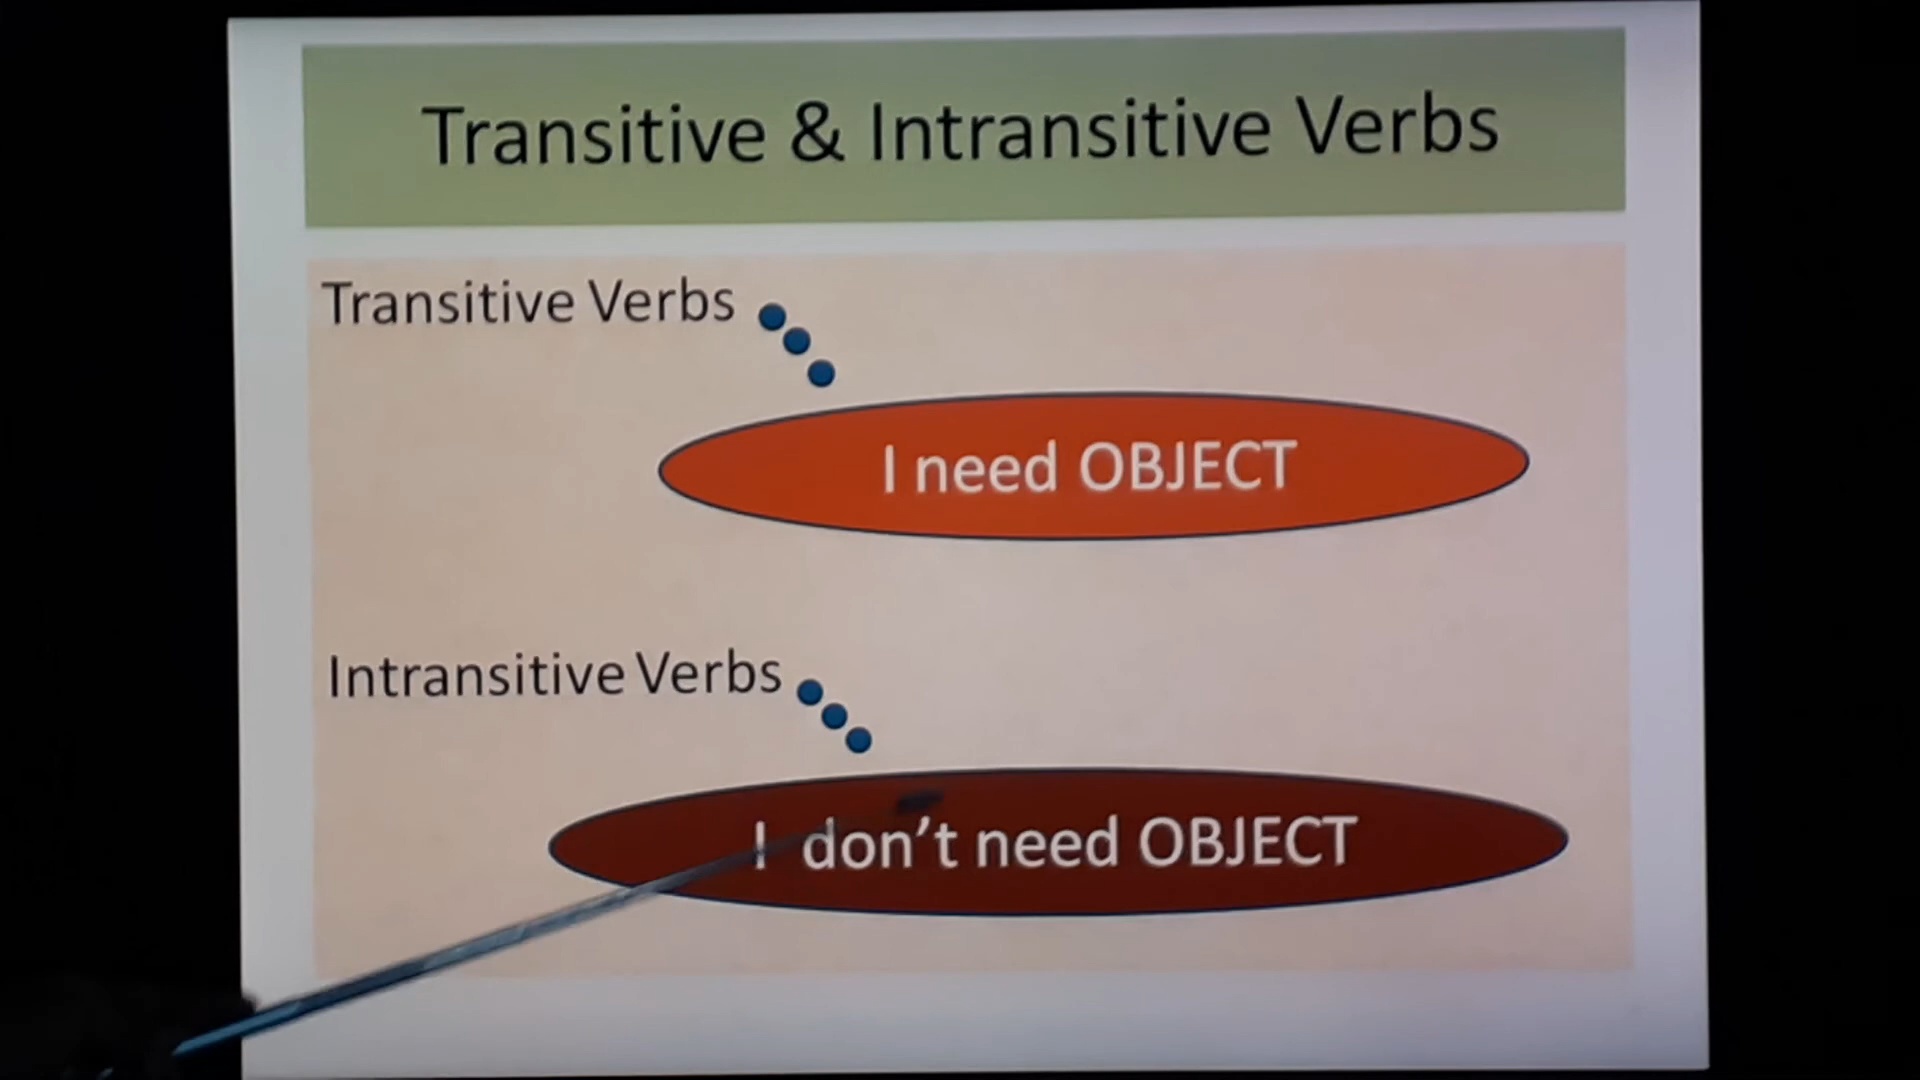 Transitive & Intransitive Verbs
Transitive Verbs
I need OBJECT
Intransitive Verbs
I don't need OBJECT